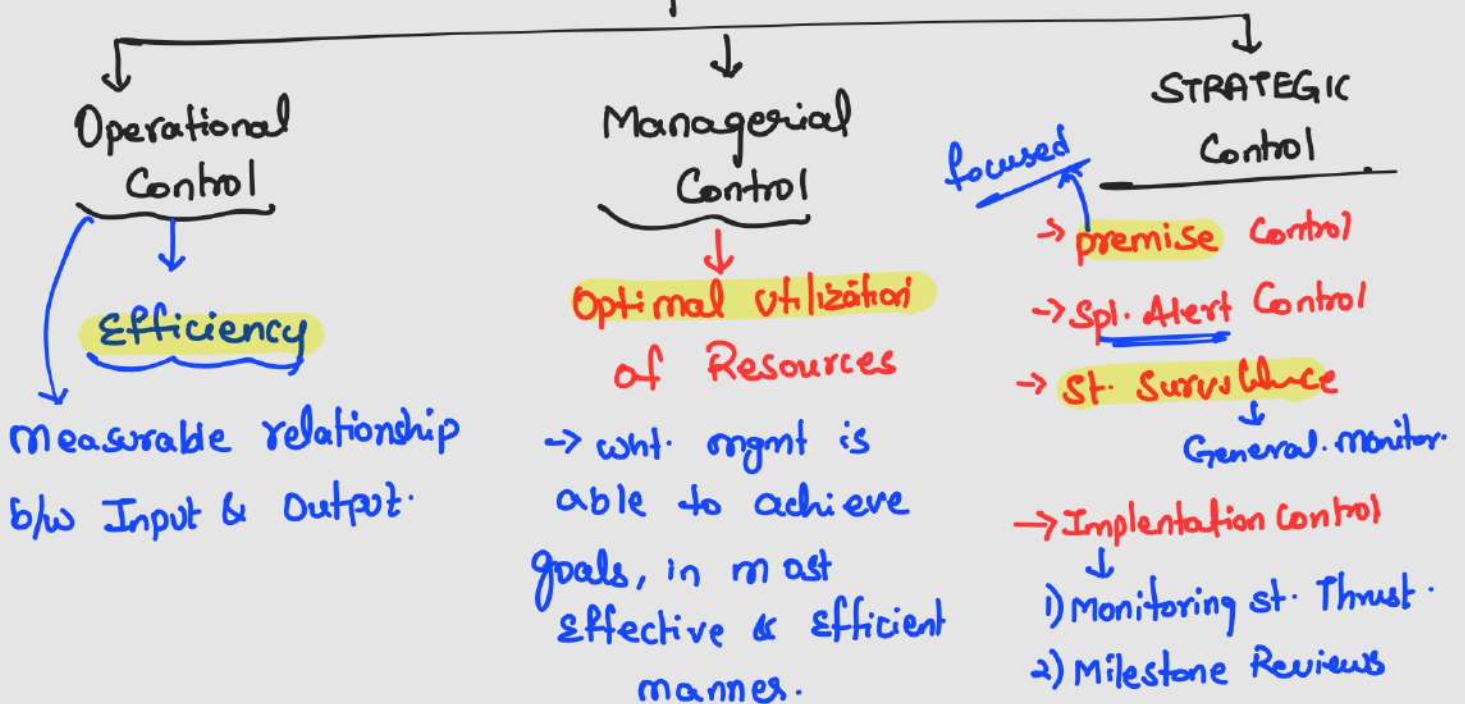 Operational
Control
Efficiency
measurable relationship
b/w Input & Output.
Managerial
Control
Optimal utilization
of Resources
-> wht. mgmt is
able to achieve
goals, in most
Effective & Efficient
manner.
STRATEGIC
Control
focused
-> premise Control
-> Spl. Alert Control
-> St. Survillance
General. monitor.
-> Implentation Control
1) Monitoring st. Thrust.
2) Milestone Reviews